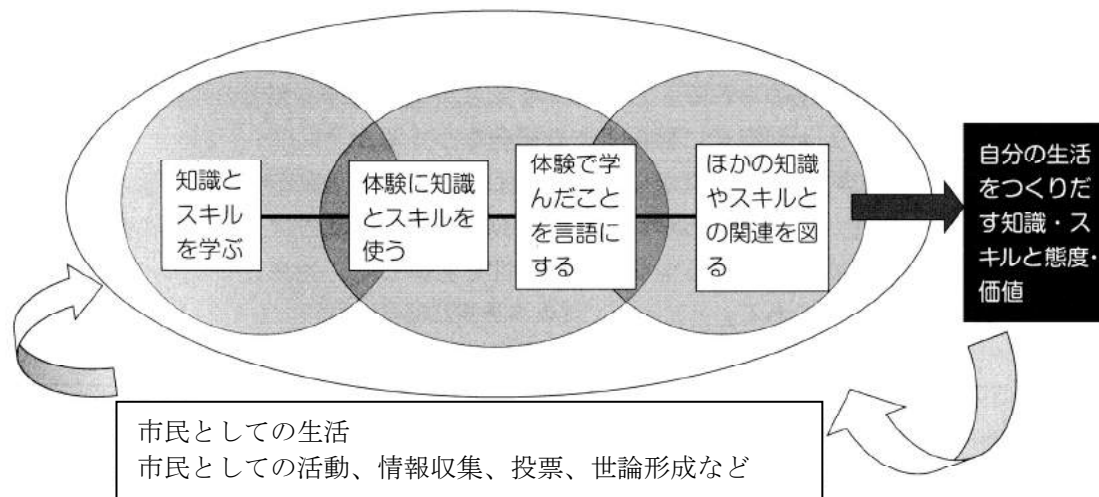 知識と
スキル
を学ぶ
体験に知識
とスキルを
使う
体験で学
んだこと
を言語に
する
ほかの知識
やスキルと
の関連を図
る
自分の生活
をつくりだ
す知識・ス
キルと態度・
価値
市民としての生活
市民としての活動、情報収集、投票、世論形成など